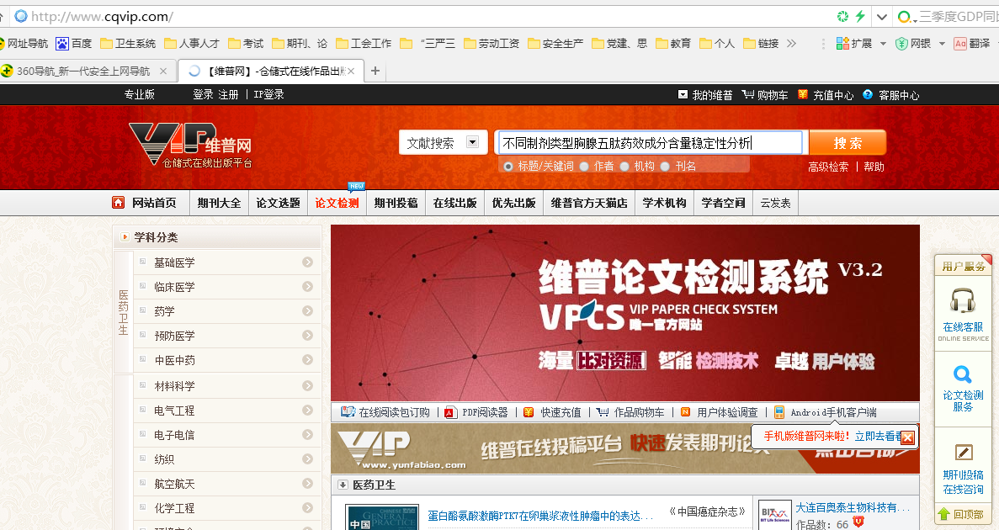 http://www.cqvip.com/
三季度GDP同比
网址导航 百度 卫生系统 人事人才 考试 期刊、论 工会工作 “三严三 劳动工资 安全生产 党建、思 教育 个人 链接 >> 扩展 网银 Aa 翻译
360导航_新一代安全上网导航 【维普网】-仓储式在线作品出版
专业版 登录 注册 | IP登录 我的维普 购物车 充值中心 客服中心
VIP 维普网
仓储式在线出版平台
文献搜索 不同制剂类型胸腺五肽药效成分含量稳定性分析 搜索
标题/关键词 作者 机构 刊名 高级检索 | 帮助
NEW
网站首页 期刊大全 论文选题 论文检测 期刊投稿 在线出版 优先出版 维普官方天猫店 学术机构 学者空间 云发表
学科分类
医药卫生
基础医学
临床医学
药学
预防医学
中医中药
材料科学
电气工程
电子电信
纺织
航空航天
化学工程
维普论文检测系统 V3.2
VPCS VIP PAPER CHECK SYSTEM
唯一官方网站
海量 比对资源 智能 检测技术 卓越 用户体验
在线阅读包订购 | PDF阅读器 | 快速充值 | 作品购物车 | 用户体验调查 | Android手机客户端
手机版维普网来啦! 立即去看看
VIP
www.yunfabiao.com
维普在线投稿平台 快速发表期刊论文
点击咨询>
医药卫生
CHINESE
GENERAL
PRACTICE
中国
蛋白酪氨酸激酶PTK7在卵巢浆液性肿瘤中的表达... 《中国癌症杂志》
BIT
BIT Life Sciences
大连百奥泰生物科技有...
作品数: 66
用户服务
在线客服
ONLINE SERVICE
论文检测
服务
期刊投稿
在线咨询
回顶部